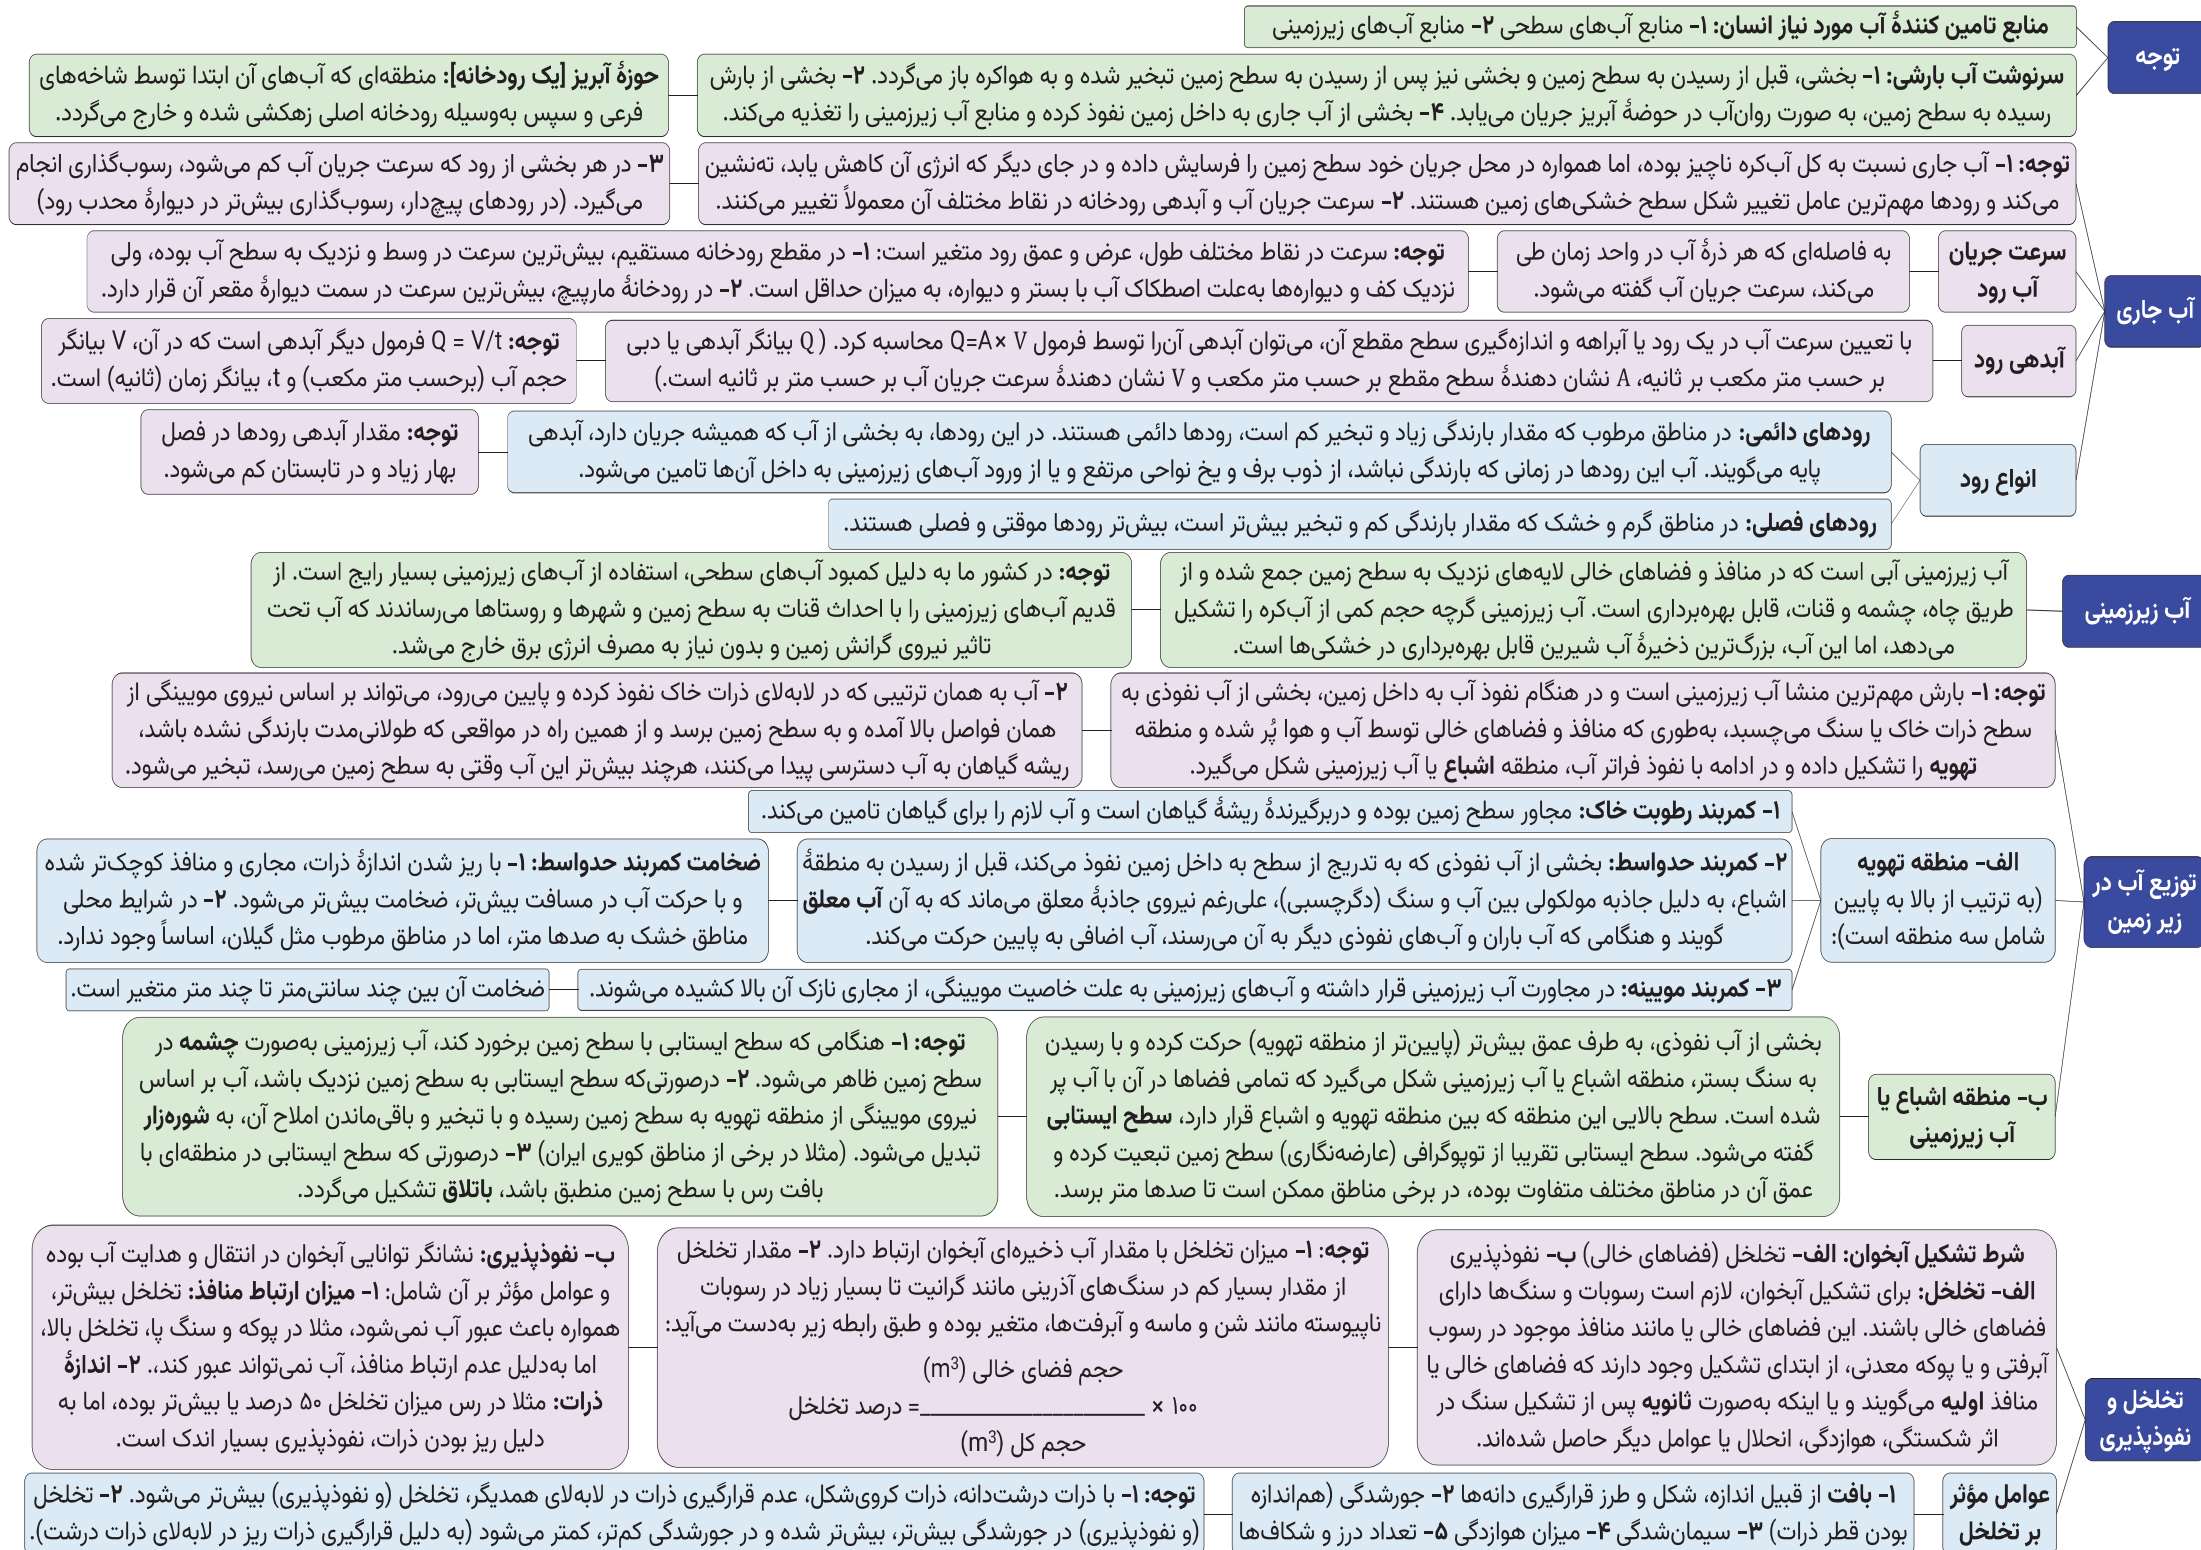 توجه
منابع تامین کنندهٔ آب مورد نیاز انسان: ۱- منابع آب‌های سطحی ۲- منابع آب‌های زیرزمینی
سرنوشت آب بارشی: ۱- بخشی، قبل از رسیدن به سطح زمین و بخشی نیز پس از رسیدن به سطح زمین تبخیر شده و به هواکره باز می‌گردد. ۲- بخشی از بارش
رسیده به سطح زمین، به صورت روان‌آب در حوضهٔ آبریز جریان می‌یابد. ۴- بخشی از آب جاری به داخل زمین نفوذ کرده و منابع آب زیرزمینی را تغذیه می‌کند.
حوزهٔ آبریز [یک رودخانه]: منطقه‌ای که آب‌های آن ابتدا توسط شاخه‌های
فرعی و سپس به‌وسیله رودخانه اصلی زهکشی شده و خارج می‌گردد.
آب جاری
توجه: ۱- آب جاری نسبت به کل آب‌کره ناچیز بوده، اما همواره در محل جریان خود سطح زمین را فرسایش داده و در جای دیگر که انرژی آن کاهش یابد، ته‌نشین
می‌کند و رودها مهم‌ترین عامل تغییر شکل سطح خشکی‌های زمین هستند. ۲- سرعت جریان آب و آبدهی رودخانه در نقاط مختلف آن معمولاً تغییر می‌کنند.
۳- در هر بخشی از رود که سرعت جریان آب کم می‌شود، رسوب‌گذاری انجام
می‌گیرد. (در رودهای پیچ‌دار، رسوب‌گذاری بیش‌تر در دیوارهٔ محدب رود)
سرعت جریان
آب رود
به فاصله‌ای که هر ذرهٔ آب در واحد زمان طی
می‌کند، سرعت جریان آب گفته می‌شود.
توجه: سرعت در نقاط مختلف طول، عرض و عمق رود متغیر است: ۱- در مقطع رودخانه مستقیم، بیش‌ترین سرعت در وسط و نزدیک به سطح آب بوده، ولی
نزدیک کف و دیواره‌ها به‌علت اصطکاک آب با بستر و دیواره، به میزان حداقل است. ۲- در رودخانهٔ مارپیچ، بیش‌ترین سرعت در سمت دیوارهٔ مقعر آن قرار دارد.
آبدهی رود
با تعیین سرعت آب در یک رود یا آبراهه و اندازه‌گیری سطح مقطع آن، می‌توان آبدهی آن‌را توسط فرمول Q=A× V محاسبه کرد. ( Q بیانگر آبدهی یا دبی
بر حسب متر مکعب بر ثانیه، A نشان دهندهٔ سطح مقطع بر حسب متر مکعب و V نشان دهندهٔ سرعت جریان آب بر حسب متر بر ثانیه است.)
توجه: Q = V/t فرمول دیگر آبدهی است که در آن، V بیانگر
حجم آب (برحسب متر مکعب) و t، بیانگر زمان (ثانیه) است.
انواع رود
رودهای دائمی: در مناطق مرطوب که مقدار بارندگی زیاد و تبخیر کم است، رودها دائمی هستند. در این رودها، به بخشی از آب که همیشه جریان دارد، آبدهی
پایه می‌گویند. آب این رودها در زمانی که بارندگی نباشد، از ذوب برف و یخ نواحی مرتفع و یا از ورود آب‌های زیرزمینی به داخل آن‌ها تامین می‌شود.
توجه: مقدار آبدهی رودها در فصل
بهار زیاد و در تابستان کم می‌شود.
رودهای فصلی: در مناطق گرم و خشک که مقدار بارندگی کم و تبخیر بیش‌تر است، بیش‌تر رودها موقتی و فصلی هستند.
آب زیرزمینی
آب زیرزمینی آبی است که در منافذ و فضاهای خالی لایه‌های نزدیک به سطح زمین جمع شده و از
طریق چاه، چشمه و قنات، قابل بهره‌برداری است. آب زیرزمینی گرچه حجم کمی از آب‌کره را تشکیل
می‌دهد، اما این آب، بزرگ‌ترین ذخیرهٔ آب شیرین قابل بهره‌برداری در خشکی‌ها است.
توجه: در کشور ما به دلیل کمبود آب‌های سطحی، استفاده از آب‌های زیرزمینی بسیار رایج است. از
قدیم آب‌های زیرزمینی را با احداث قنات به سطح زمین و شهرها و روستاها می‌رساندند که آب تحت
تاثیر نیروی گرانش زمین و بدون نیاز به مصرف انرژی برق خارج می‌شد.
توزیع آب در
زیر زمین
توجه: ۱- بارش مهم‌ترین منشا آب زیرزمینی است و در هنگام نفوذ آب به داخل زمین، بخشی از آب نفوذی به
سطح ذرات خاک یا سنگ می‌چسبد، به‌طوری که منافذ و فضاهای خالی توسط آب و هوا پُر شده و منطقه
تهویه را تشکیل داده و در ادامه با نفوذ فراتر آب، منطقه اشباع یا آب زیرزمینی شکل می‌گیرد.
۲- آب به همان ترتیبی که در لابه‌لای ذرات خاک نفوذ کرده و پایین می‌رود، می‌تواند بر اساس نیروی مویینگی از
همان فواصل بالا آمده و به سطح زمین برسد و از همین راه در مواقعی که طولانی‌مدت بارندگی نشده باشد،
ریشه گیاهان به آب دسترسی پیدا می‌کنند، هرچند بیش‌تر این آب وقتی به سطح زمین می‌رسد، تبخیر می‌شود.
الف- منطقه تهویه
(به ترتیب از بالا به پایین
شامل سه منطقه است):
۱- کمربند رطوبت خاک: مجاور سطح زمین بوده و دربرگیرندهٔ ریشهٔ گیاهان است و آب لازم را برای گیاهان تامین می‌کند.
۲- کمربند حدواسط: بخشی از آب نفوذی که به تدریج از سطح به داخل زمین نفوذ می‌کند، قبل از رسیدن به منطقهٔ
اشباع، به دلیل جاذبه مولکولی بین آب و سنگ (دگرچسبی)، علی‌رغم نیروی جاذبهٔ معلق می‌ماند که به آن آب معلق
گویند و هنگامی که آب باران و آب‌های نفوذی دیگر به آن می‌رسند، آب اضافی به پایین حرکت می‌کند.
ضخامت کمربند حدواسط: ۱- با ریز شدن اندازهٔ ذرات، مجاری و منافذ کوچک‌تر شده
و با حرکت آب در مسافت بیش‌تر، ضخامت بیش‌تر می‌شود. ۲- در شرایط محلی
مناطق خشک به صدها متر، اما در مناطق مرطوب مثل گیلان، اساساً وجود ندارد.
۳- کمربند مویینه: در مجاورت آب زیرزمینی قرار داشته و آب‌های زیرزمینی به علت خاصیت مویینگی، از مجاری نازک آن بالا کشیده می‌شوند.
ضخامت آن بین چند سانتی‌متر تا چند متر متغیر است.
ب- منطقه اشباع یا
آب زیرزمینی
بخشی از آب نفوذی، به طرف عمق بیش‌تر (پایین‌تر از منطقه تهویه) حرکت کرده و با رسیدن
به سنگ بستر، منطقه اشباع یا آب زیرزمینی شکل می‌گیرد که تمامی فضاها در آن با آب پر
شده است. سطح بالایی این منطقه که بین منطقه تهویه و اشباع قرار دارد، سطح ایستابی
گفته می‌شود. سطح ایستابی تقریبا از توپوگرافی (عارضه‌نگاری) سطح زمین تبعیت کرده و
عمق آن در مناطق مختلف متفاوت بوده، در برخی مناطق ممکن است تا صدها متر برسد.
توجه: ۱- هنگامی که سطح ایستابی با سطح زمین برخورد کند، آب زیرزمینی به‌صورت چشمه در
سطح زمین ظاهر می‌شود. ۲- درصورتی‌که سطح ایستابی به سطح زمین نزدیک باشد، آب بر اساس
نیروی مویینگی از منطقه تهویه به سطح زمین رسیده و با تبخیر و باقی‌ماندن املاح آن، به شوره‌زار
تبدیل می‌شود. (مثلا در برخی از مناطق کویری ایران) ۳- درصورتی که سطح ایستابی در منطقه‌ای با
بافت رس با سطح زمین منطبق باشد، باتلاق تشکیل می‌گردد.
تخلخل و
نفوذپذیری
شرط تشکیل آبخوان: الف- تخلخل (فضاهای خالی) ب- نفوذپذیری
الف- تخلخل: برای تشکیل آبخوان، لازم است رسوبات و سنگ‌ها دارای
فضاهای خالی باشند. این فضاهای خالی یا مانند منافذ موجود در رسوب
آبرفتی و یا پوکه معدنی، از ابتدای تشکیل وجود دارند که فضاهای خالی یا
منافذ اولیه می‌گویند و یا اینکه به‌صورت ثانویه پس از تشکیل سنگ در
اثر شکستگی، هوازدگی، انحلال یا عوامل دیگر حاصل شده‌اند.
توجه: ۱- میزان تخلخل با مقدار آب ذخیره‌ای آبخوان ارتباط دارد. ۲- مقدار تخلخل
از مقدار بسیار کم در سنگ‌های آذرینی مانند گرانیت تا بسیار زیاد در رسوبات
ناپیوسته مانند شن و ماسه و آبرفت‌ها، متغیر بوده و طبق رابطه زیر به‌دست می‌آید:
حجم فضای خالی (m³)
۱۰۰ × ____________________= درصد تخلخل
حجم کل (m³)
ب- نفوذپذیری: نشانگر توانایی آبخوان در انتقال و هدایت آب بوده
و عوامل مؤثر بر آن شامل: ۱- میزان ارتباط منافذ: تخلخل بیش‌تر،
همواره باعث عبور آب نمی‌شود، مثلا در پوکه و سنگ پا، تخلخل بالا،
اما به‌دلیل عدم ارتباط منافذ، آب نمی‌تواند عبور کند،. ۲- اندازهٔ
ذرات: مثلا در رس میزان تخلخل ۵۰ درصد یا بیش‌تر بوده، اما به
دلیل ریز بودن ذرات، نفوذپذیری بسیار اندک است.
عوامل مؤثر
بر تخلخل
۱- بافت از قبیل اندازه، شکل و طرز قرارگیری دانه‌ها ۲- جورشدگی (هم‌اندازه
بودن قطر ذرات) ۳- سیمان‌شدگی ۴- میزان هوازدگی ۵- تعداد درز و شکاف‌ها
توجه: ۱- با ذرات درشت‌دانه، ذرات کروی‌شکل، عدم قرارگیری ذرات در لابه‌لای همدیگر، تخلخل (و نفوذپذیری) بیش‌تر می‌شود. ۲- تخلخل
(و نفوذپذیری) در جورشدگی بیش‌تر، بیش‌تر شده و در جورشدگی کم‌تر، کمتر می‌شود (به دلیل قرارگیری ذرات ریز در لابه‌لای ذرات درشت).